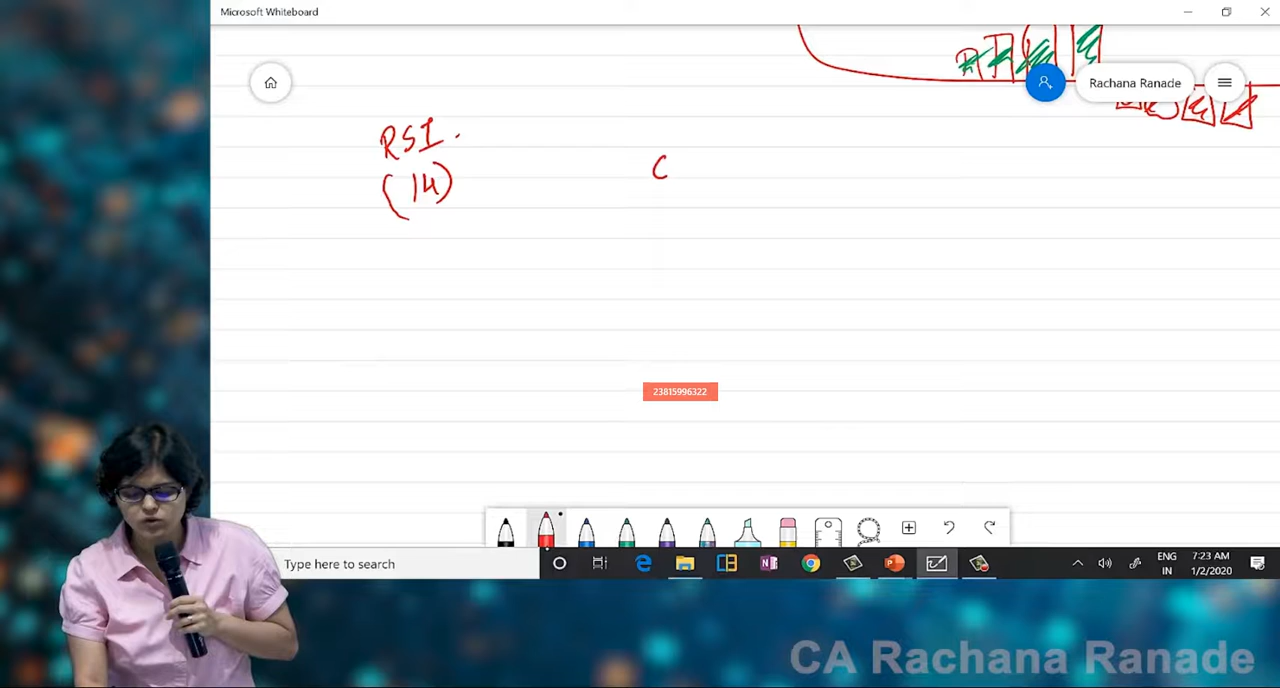 Microsoft Whiteboard
Rachana Ranade
RSI.
(14)
C
23815996322
Type here to search
ENG
IN
7:23 AM
1/2/2020
CA Rachana Ranade